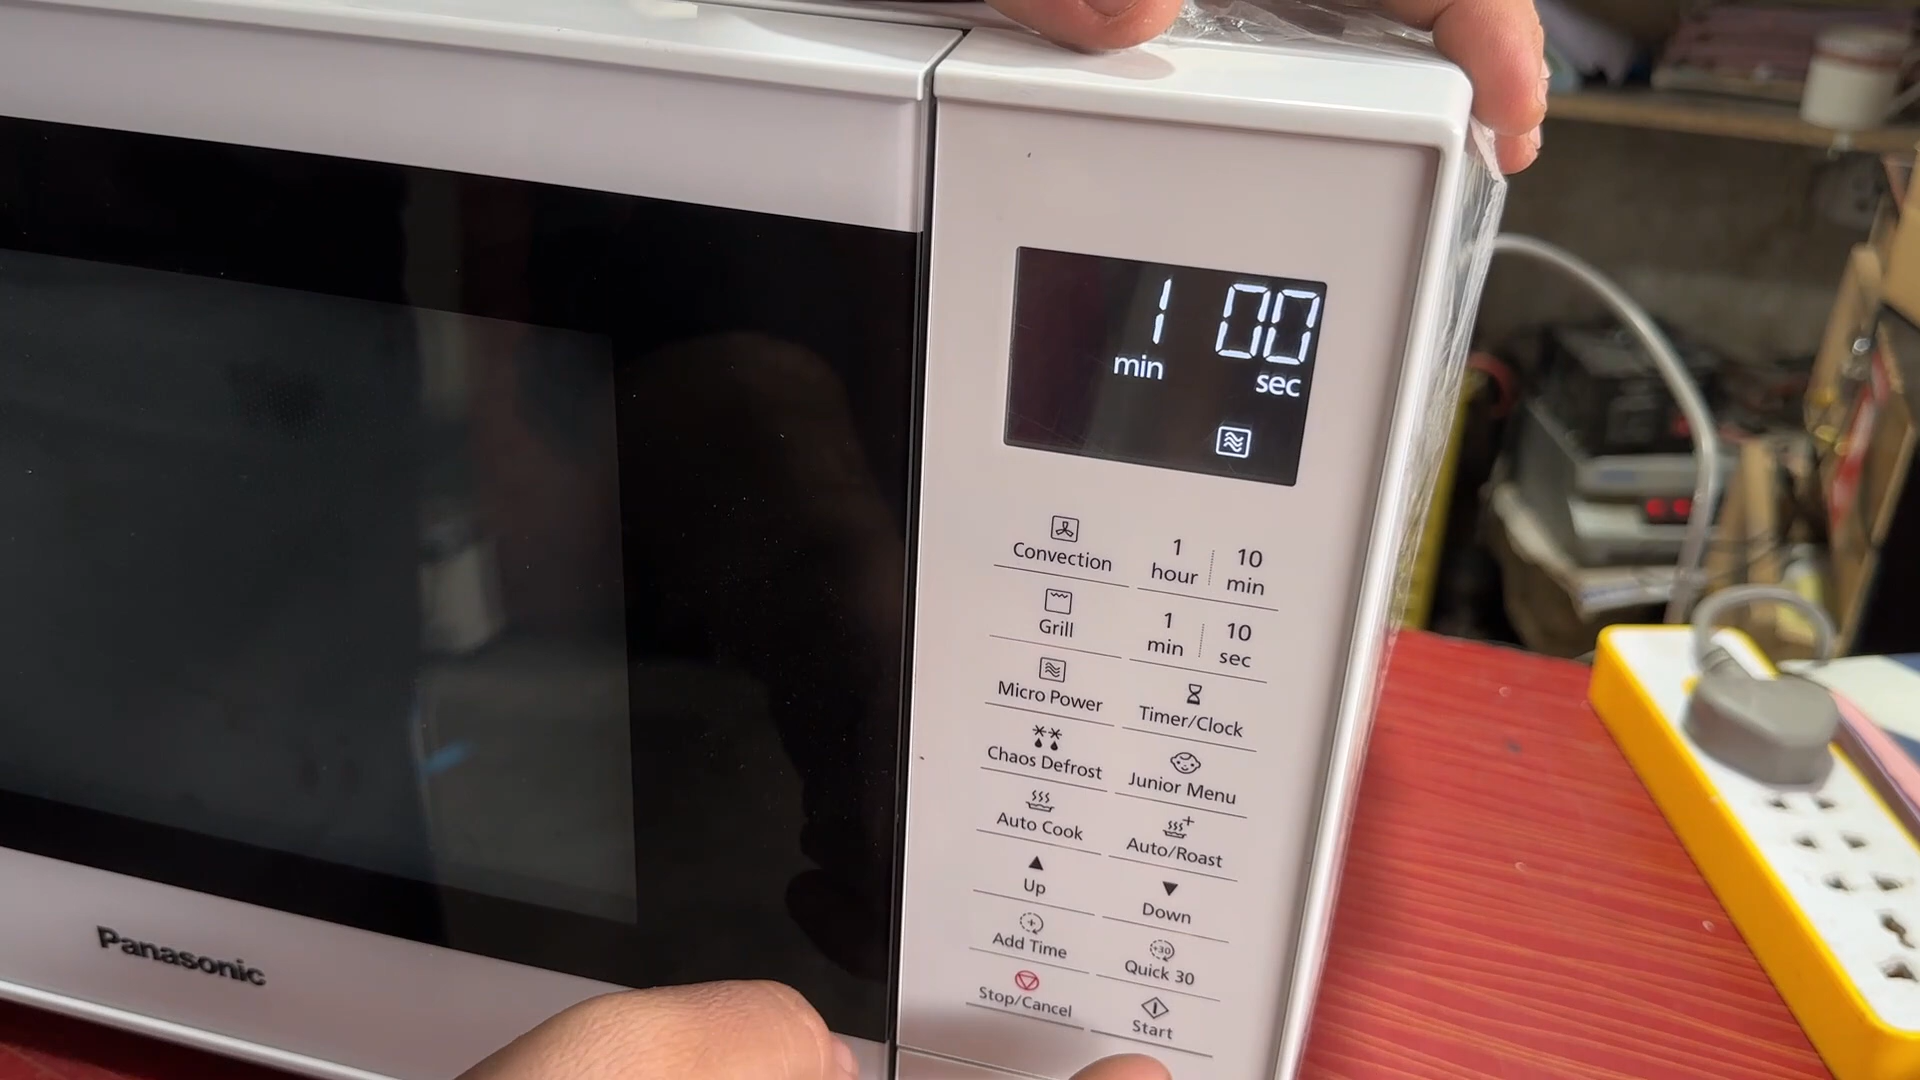 1 00
min sec
Convection
1 hour
10 min
Grill
1 min
10 sec
Micro Power
Timer/Clock
Chaos Defrost
Junior Menu
Auto Cook
Auto/Roast
Up
Down
Add Time
+30
Quick 30
Stop/Cancel
Start
Panasonic